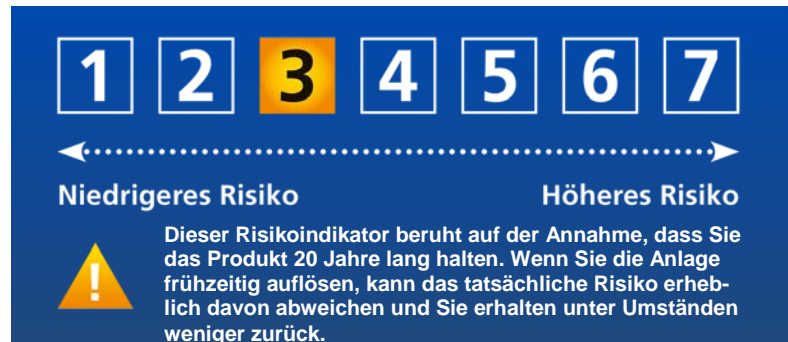 1 2 3 4 5 6 7
Niedrigeres Risiko Höheres Risiko
Dieser Risikoindikator beruht auf der Annahme, dass Sie
das Produkt 20 Jahre lang halten. Wenn Sie die Anlage
frühzeitig auflösen, kann das tatsächliche Risiko erheb-
lich davon abweichen und Sie erhalten unter Umständen
weniger zurück.